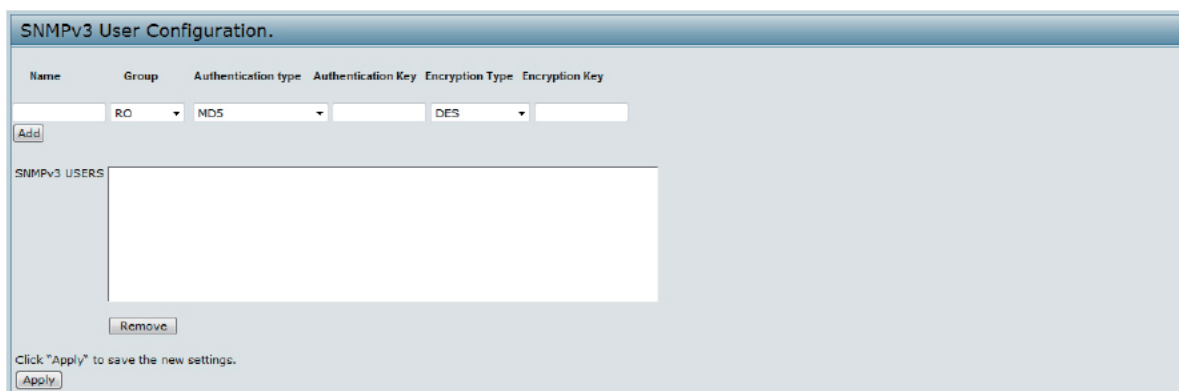 SNMPv3 User Configuration.
Name Group Authentication type Authentication Key Encryption Type Encryption Key
RO MD5 DES
Add
SNMPv3 USERS
Remove
Click "Apply" to save the new settings.
Apply